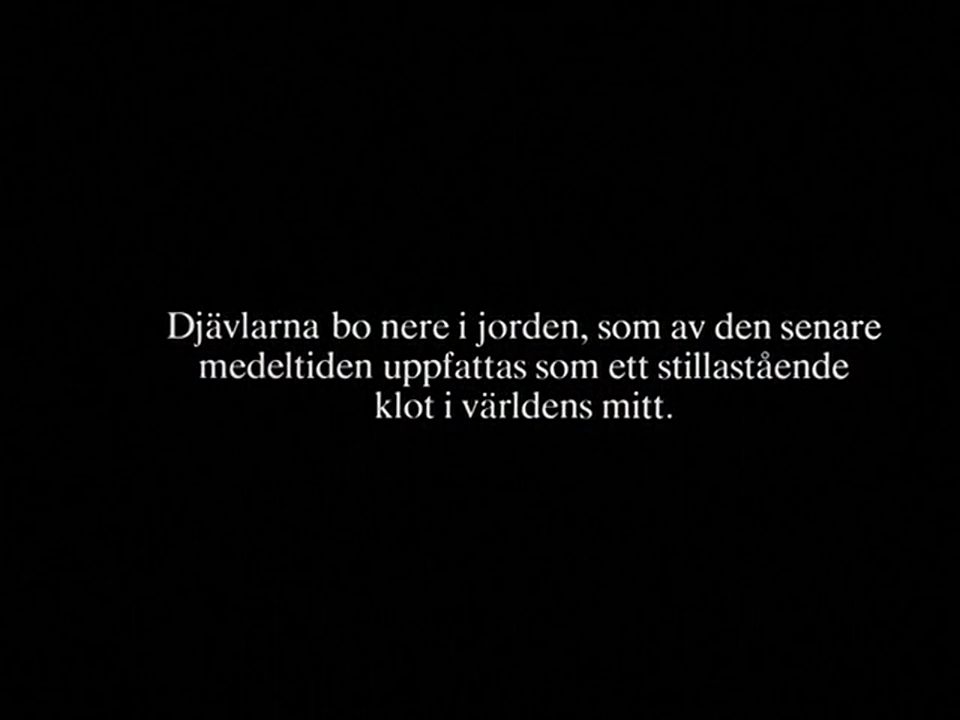 Djävlarna bo nere i jorden, som av den senare
medeltiden uppfattas som ett stillastående
klot i världens mitt.